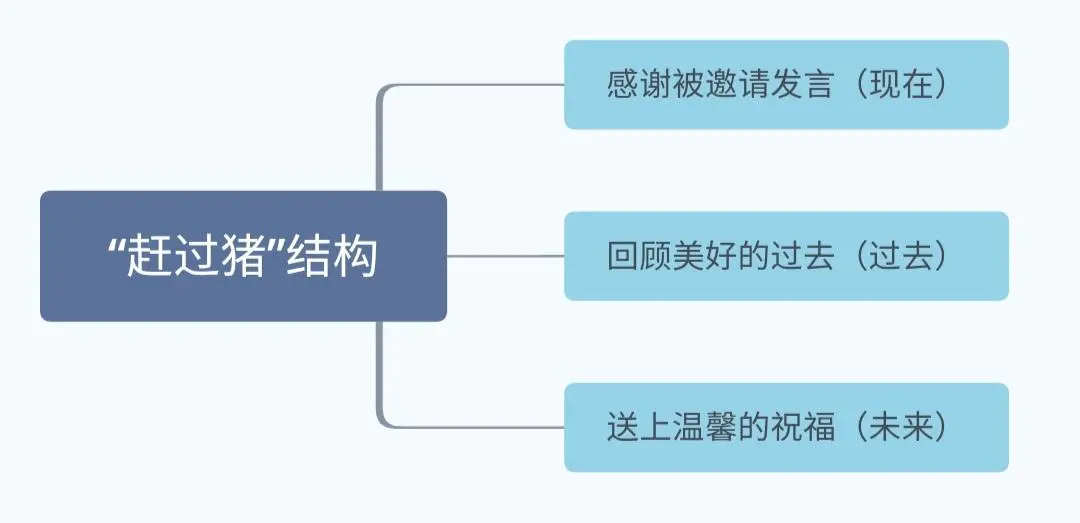 感谢被邀请发言（现在）
“赶过猪”结构
回顾美好的过去（过去）
送上温馨的祝福（未来）